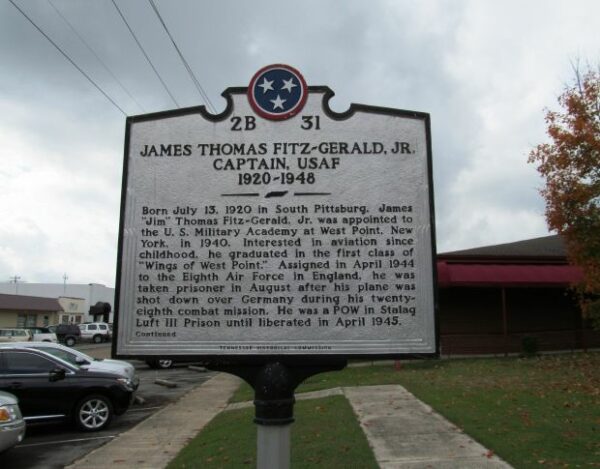 2B 31
JAMES THOMAS FITZ-GERALD, JR.
CAPTAIN, USAF
1920-1948
Born July 13, 1920 in South Pittsburg, James
"Jim" Thomas Fitz-Gerald, Jr. was appointed to
the U. S. Military Academy at West Point, New
York, in 1940. Interested in aviation since
childhood, he graduated in the first class of
"Wings of West Point." Assigned in April 1944
to the Eighth Air Force in England, he was
taken prisoner in August after his plane was
shot down over Germany during his twenty-
eighth combat mission. He was a POW in Stalag
Luft III Prison until liberated in April 1945.
Continued
TENNESSEE HISTORICAL COMMISSION